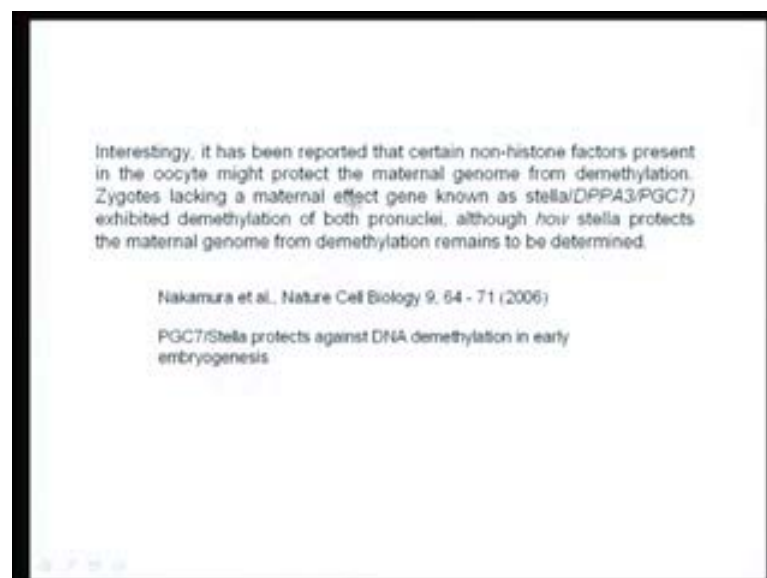 Interestingy, it has been reported that certain non-histone factors present
in the oocyte might protect the maternal genome from demethylation.
Zygotes lacking a maternal effect gene known as stella/DPPA3/PGC7)
exhibited demethylation of both pronuclei, although how stella protects
the maternal genome from demethylation remains to be determined.
Nakamura et al., Nature Cell Biology 9, 64 - 71 (2006)
PGC7/Stella protects against DNA demethylation in early
embryogenesis